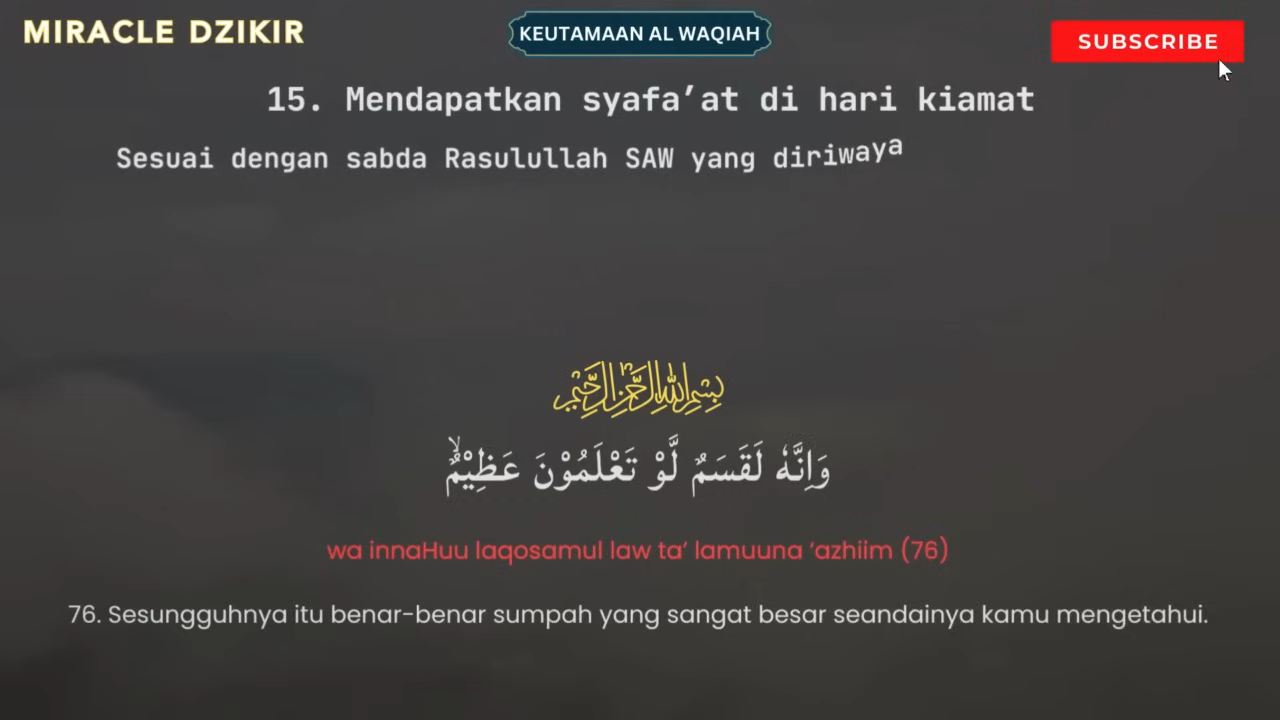 MIRACLE DZIKIR
KEUTAMAAN AL WAQIAH
SUBSCRIBE
15. Mendapatkan syafa’at di hari kiamat
Sesuai dengan sabda Rasulullah SAW yang diriwaya
بِسْمِ اللهِ الرَّحْمٰنِ الرَّحِيْمِ
وَاِنَّهٗ لَقَسَمٌ لَّوْ تَعْلَمُوْنَ عَظِيْمٌۙ
wa innaHuu laqosamul law ta’ lamuuna ‘azhiim (76)
76. Sesungguhnya itu benar-benar sumpah yang sangat besar seandainya kamu mengetahui.